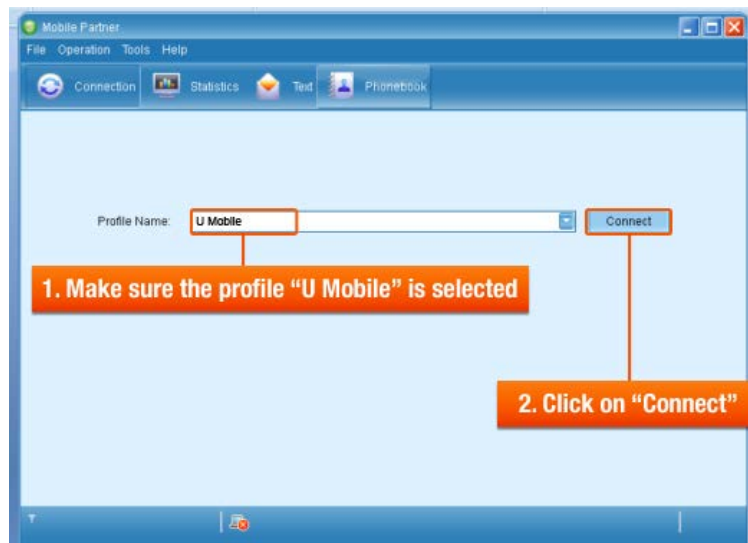 Mobile Partner
File Operation Tools Help
Connection Statistics Text Phonebook
Profile Name: U Mobile Connect
1. Make sure the profile “U Mobile” is selected
2. Click on “Connect”